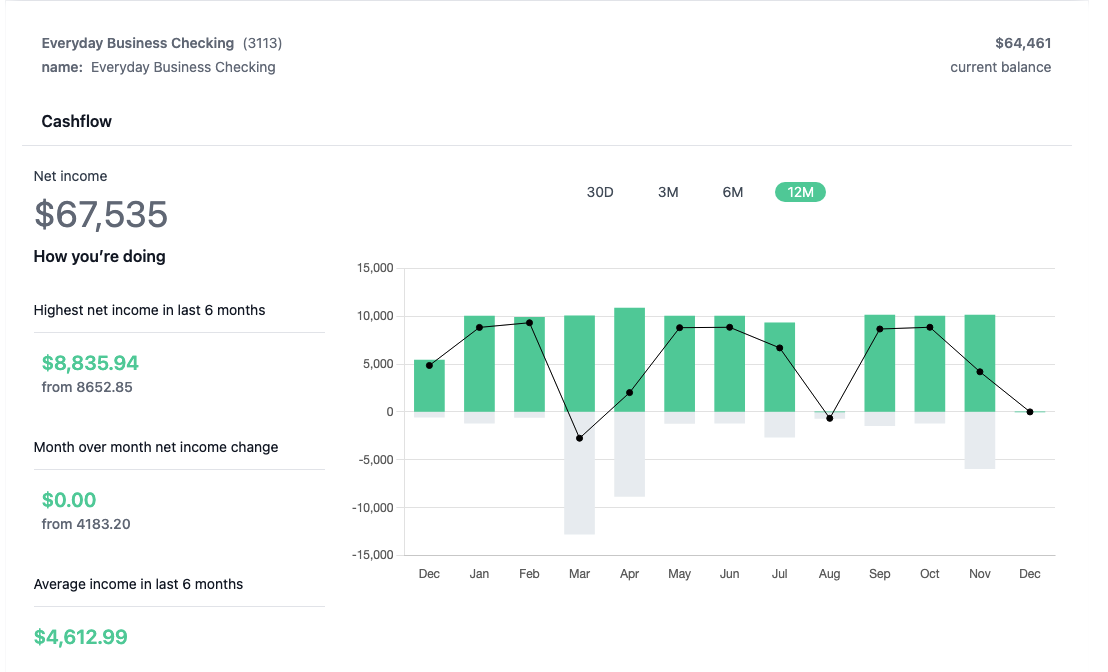 Everyday Business Checking (3113)
$64,461
name: Everyday Business Checking
current balance
Cashflow
Net income
$67,535
How you’re doing
Highest net income in last 6 months
$8,835.94
from 8652.85
Month over month net income change
$0.00
from 4183.20
Average income in last 6 months
$4,612.99
30D 3M 6M 12M
15,000
10,000
5,000
0
-5,000
-10,000
-15,000
Dec Jan Feb Mar Apr May Jun Jul Aug Sep Oct Nov Dec